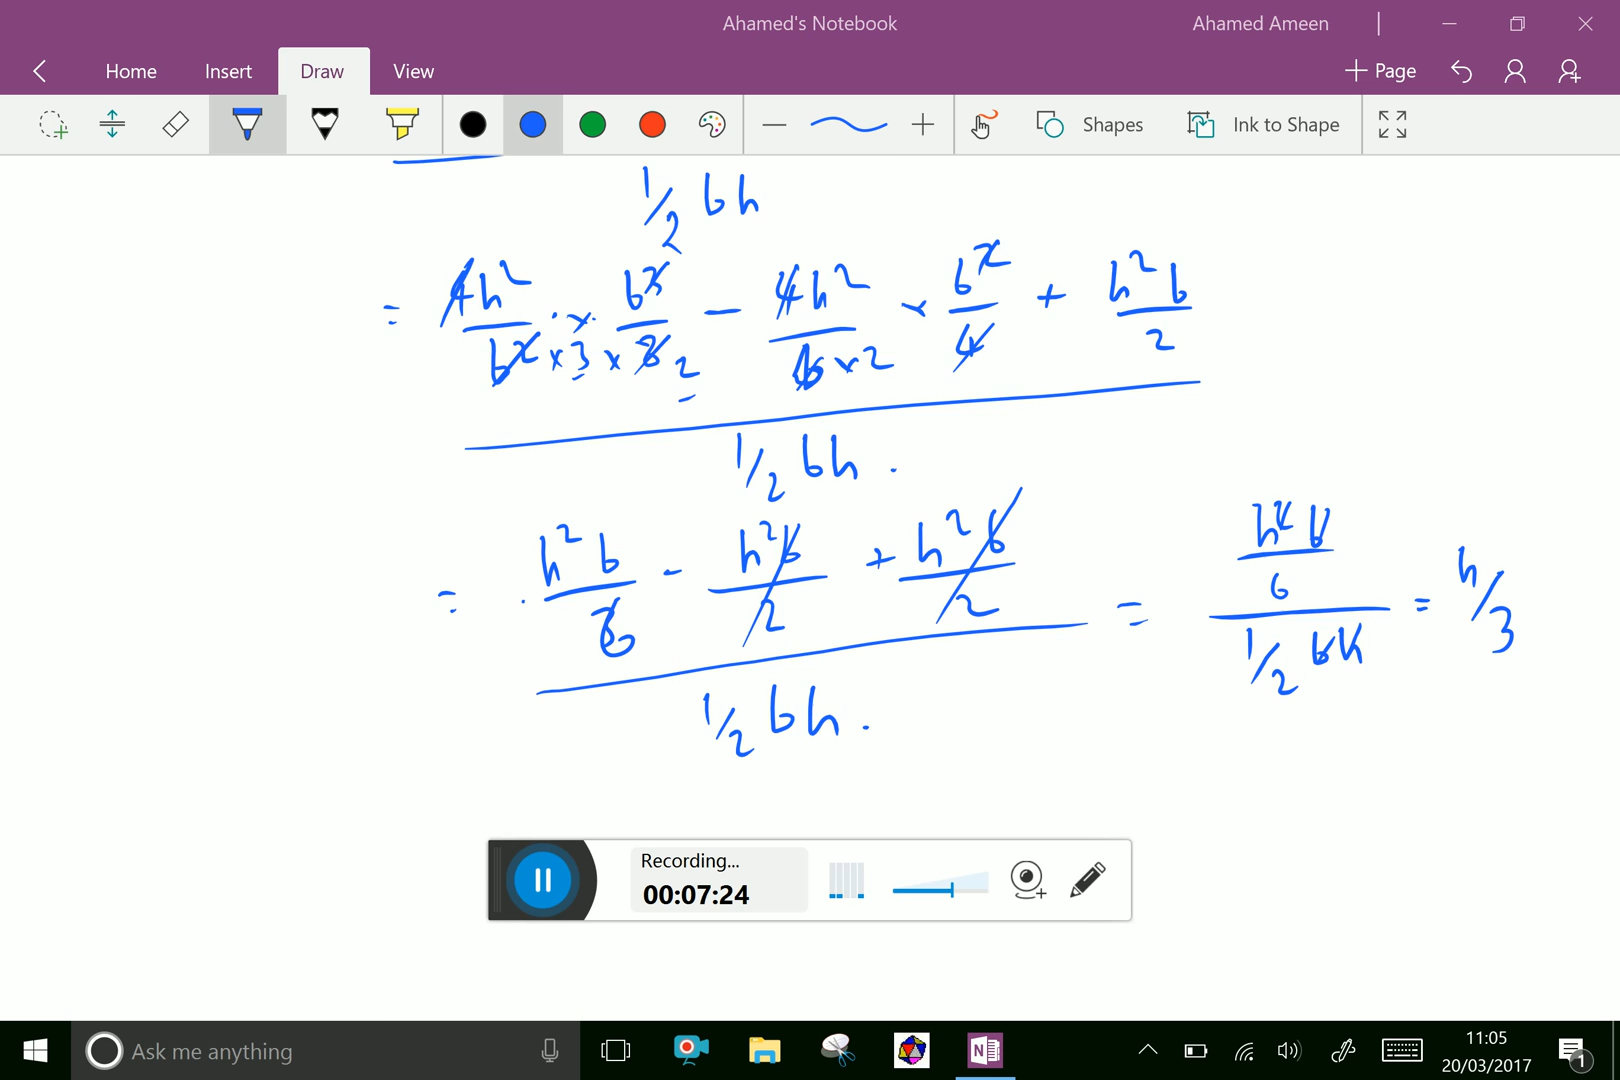 Ahamed's Notebook Ahamed Ameen
Home Insert Draw View Page
Shapes Ink to Shape
1/2 bh
= 4h²/b² × 3 × b³/8 2 − 4h²/b × 2 × b²/4 + h²b/2
1/2 bh .
= h²b/6 − h²b/2 + h²b/2 = h²b/6 = h/3
1/2 bh . 1/2 bh
Recording...
00:07:24
Ask me anything
11:05
20/03/2017
1